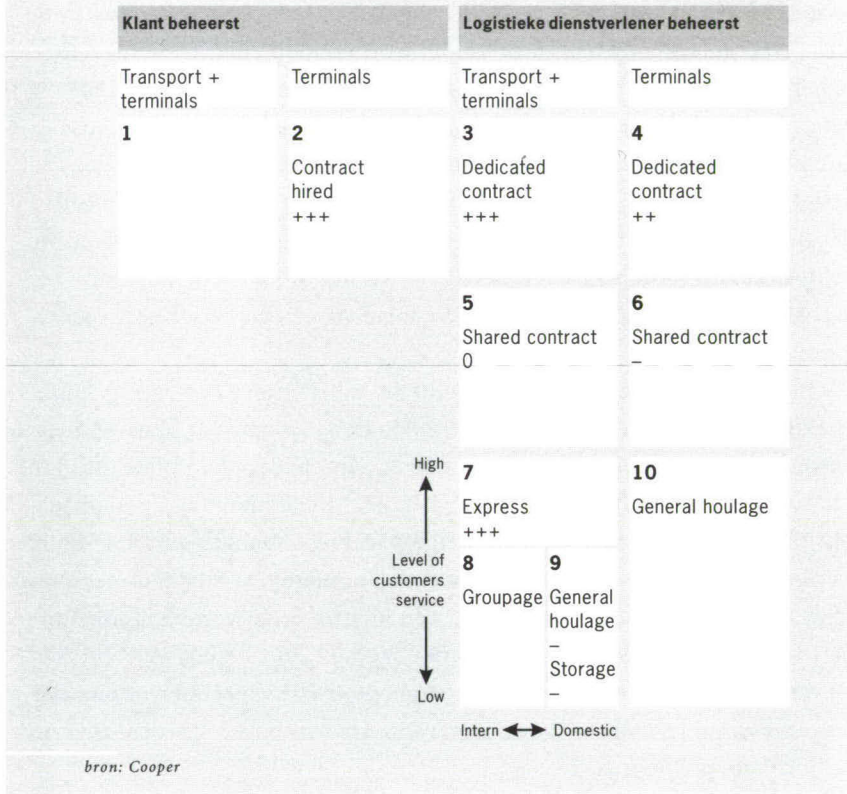 Klant beheerst
Logistieke dienstverlener beheerst
Transport +
terminals
Terminals
Transport +
terminals
Terminals
1
2
Contract
hired
+++
3
Dedicated
contract
+++
4
Dedicated
contract
++
5
Shared contract
0
6
Shared contract
–
High
Level of
customers
service
Low
7
Express
+++
8
Groupage
9
General
houlage
–
Storage
–
10
General houlage
Intern
Domestic
bron: Cooper